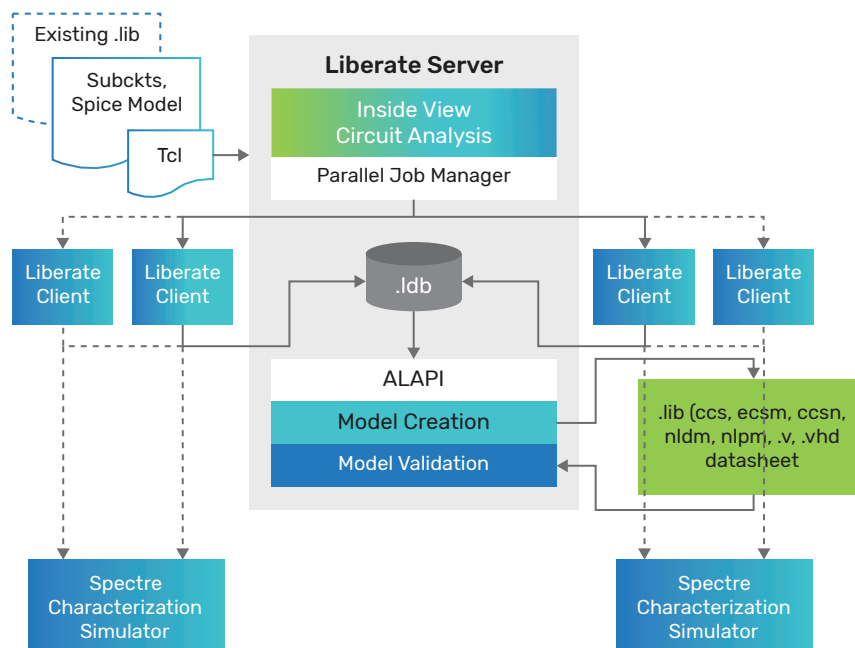 Existing .lib
Subckts,
Spice Model
Tcl
Liberate Server
Inside View
Circuit Analysis
Parallel Job Manager
Liberate
Client
Liberate
Client
.ldb
Liberate
Client
Liberate
Client
ALAPI
Model Creation
Model Validation
.lib (ccs, ecsm, ccsn,
nldm, nlpm, .v, .vhd
datasheet
Spectre
Characterization
Simulator
Spectre
Characterization
Simulator